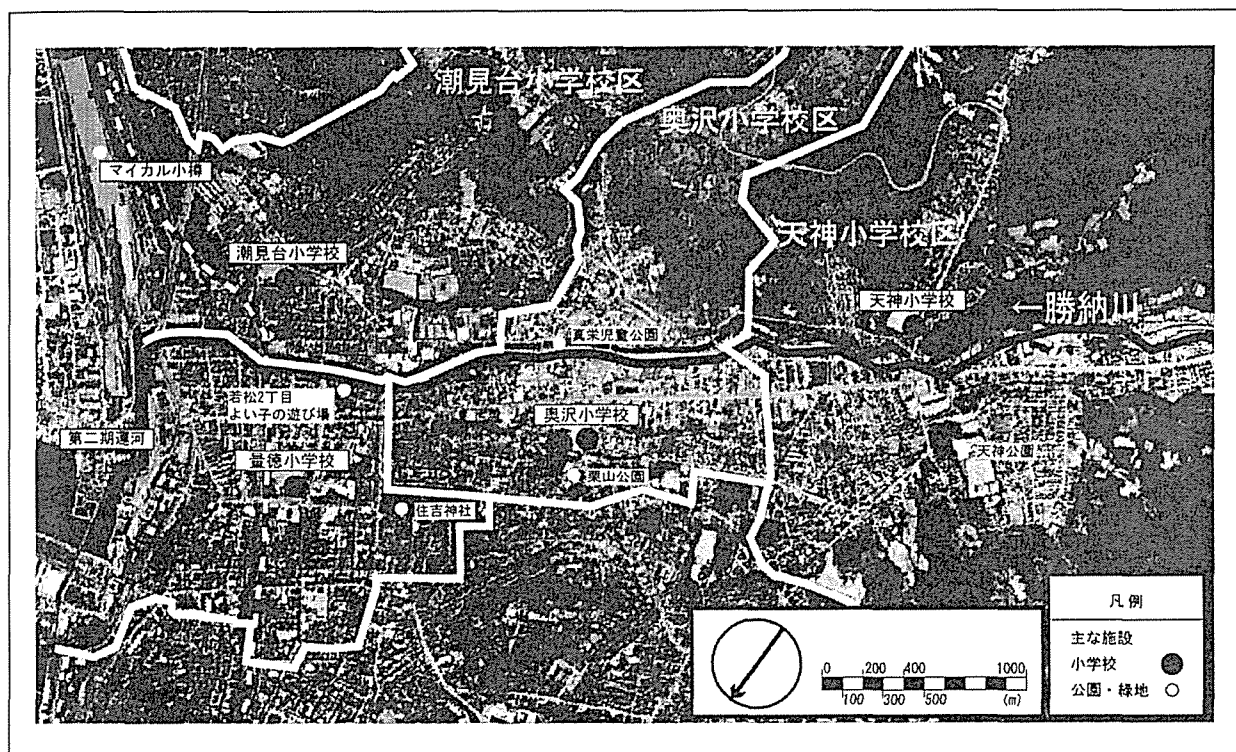 潮見台小学校区
奥沢小学校区
マイカル小樽
天神小学校区
潮見台小学校
天神小学校
←勝納川
真栄児童公園
若松2丁目
よい子の遊び場
奥沢小学校
第二期運河
量徳小学校
栗山公園
天神公園
住吉神社
凡例
主な施設
小学校
公園・緑地
0 200 400 1000
100 300 500 (m)